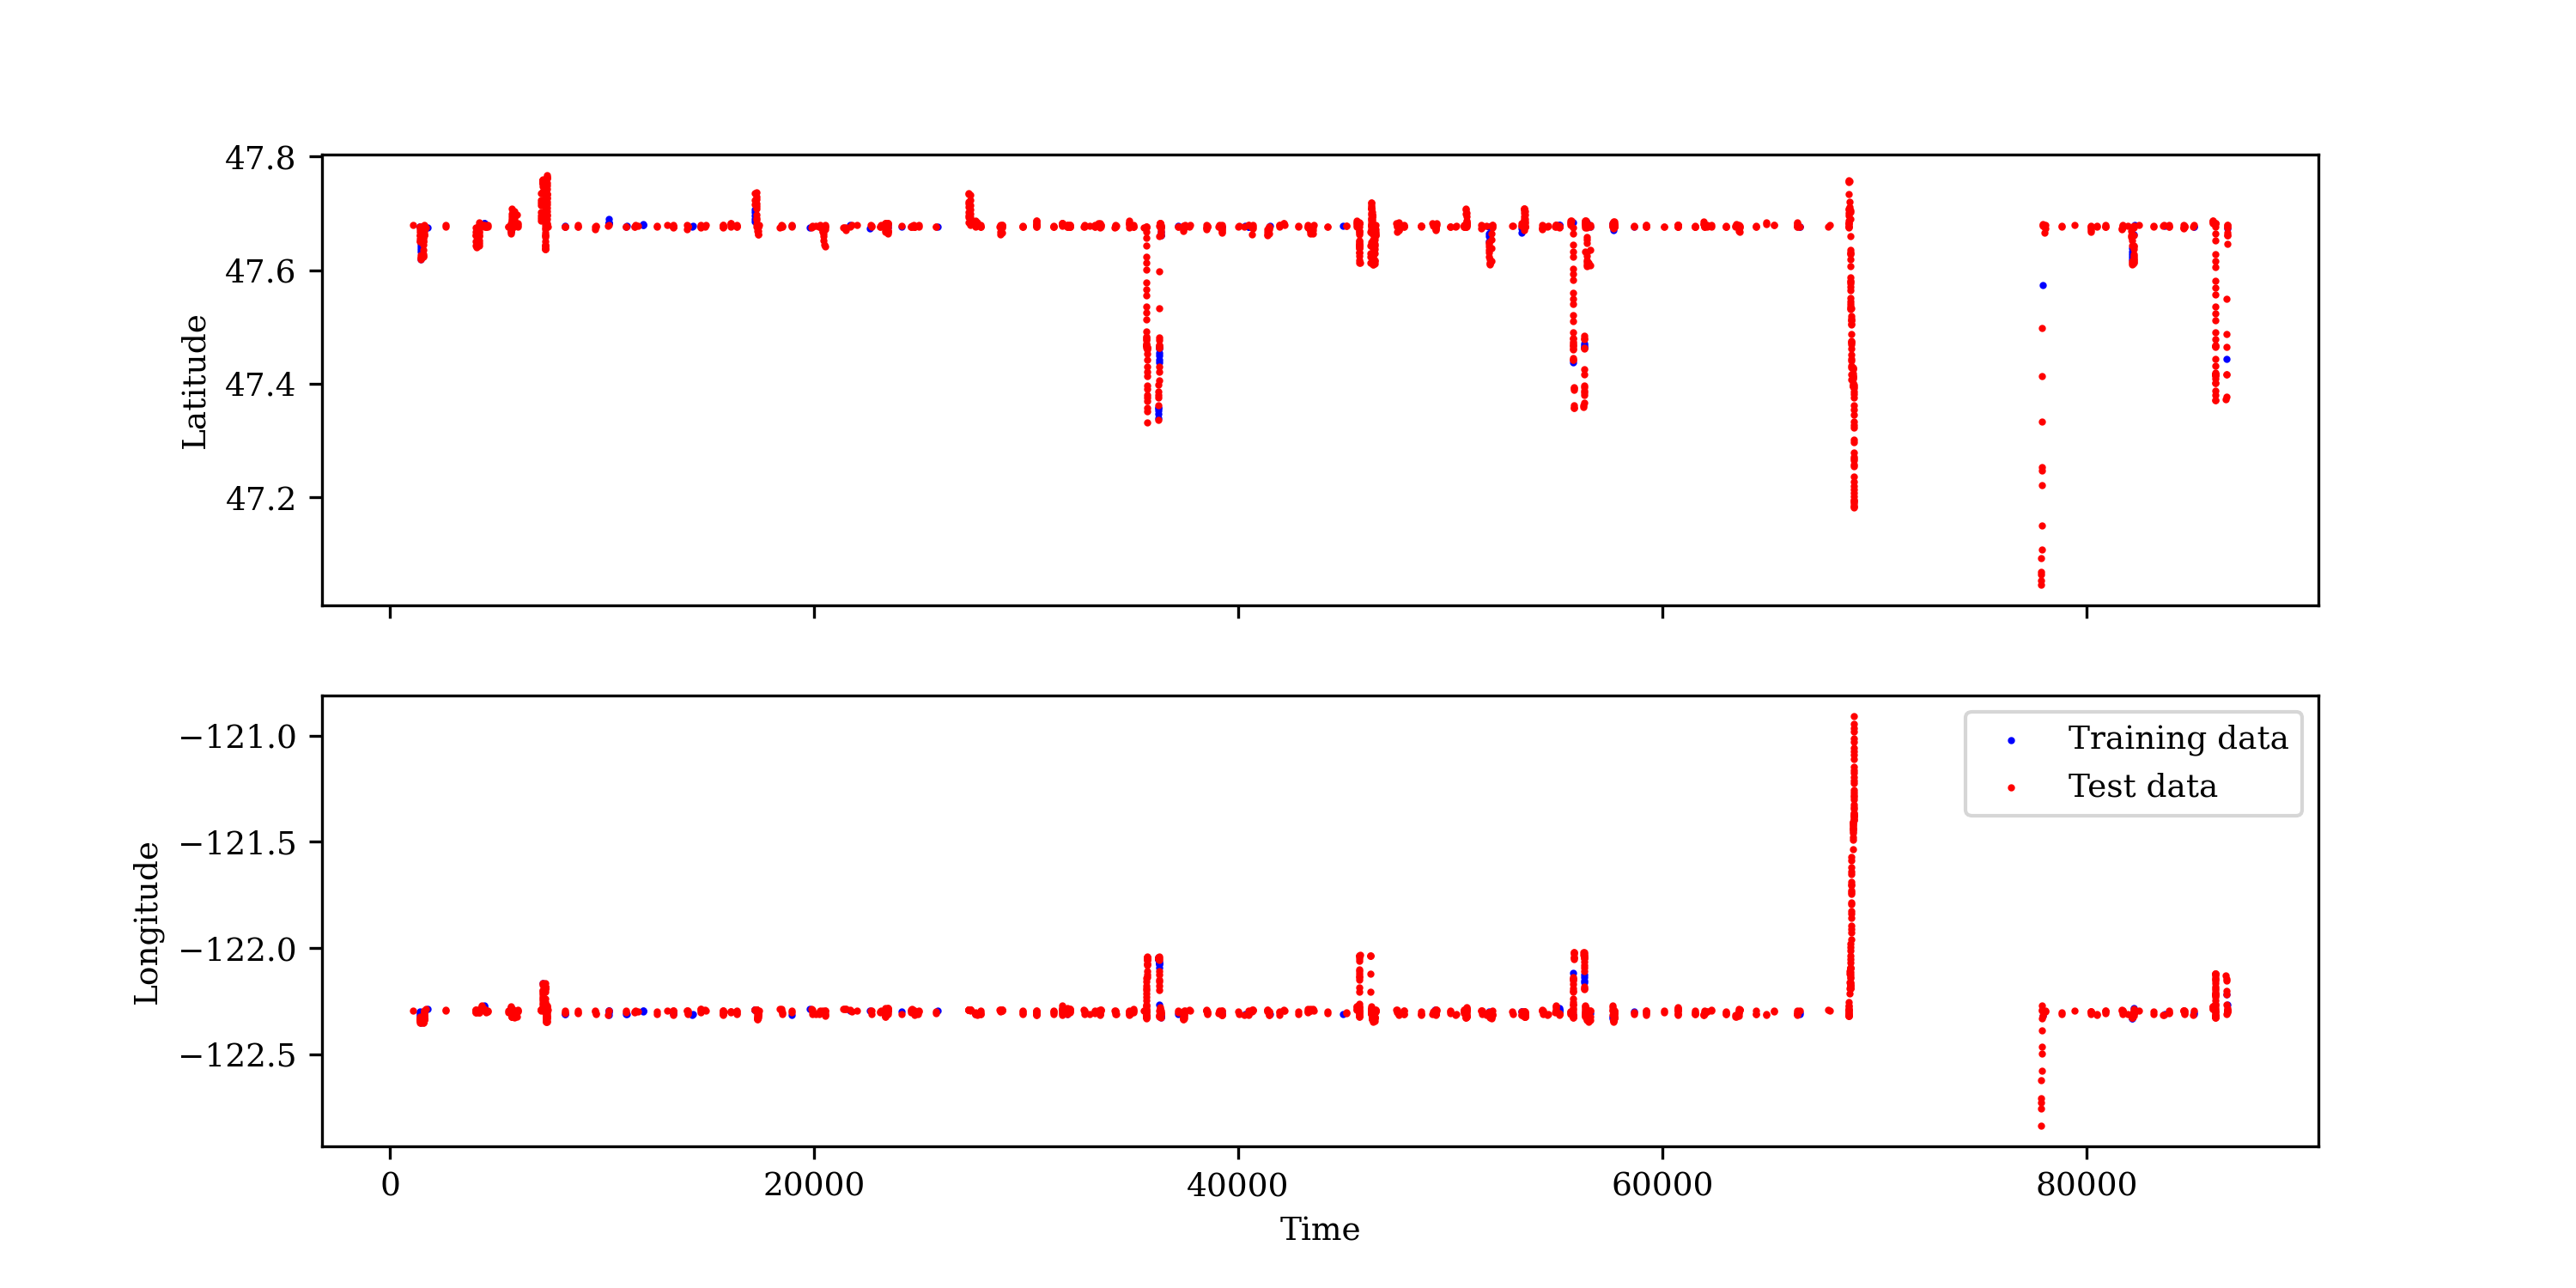 47.8
47.6
47.4
47.2
Latitude
−121.0
−121.5
−122.0
−122.5
Longitude
Training data
Test data
0 20000 40000 60000 80000
Time